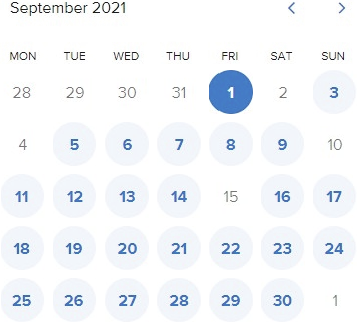 September 2021
MON TUE WED THU FRI SAT SUN
28 29 30 31 1 2 3
4 5 6 7 8 9 10
11 12 13 14 15 16 17
18 19 20 21 22 23 24
25 26 27 28 29 30 1